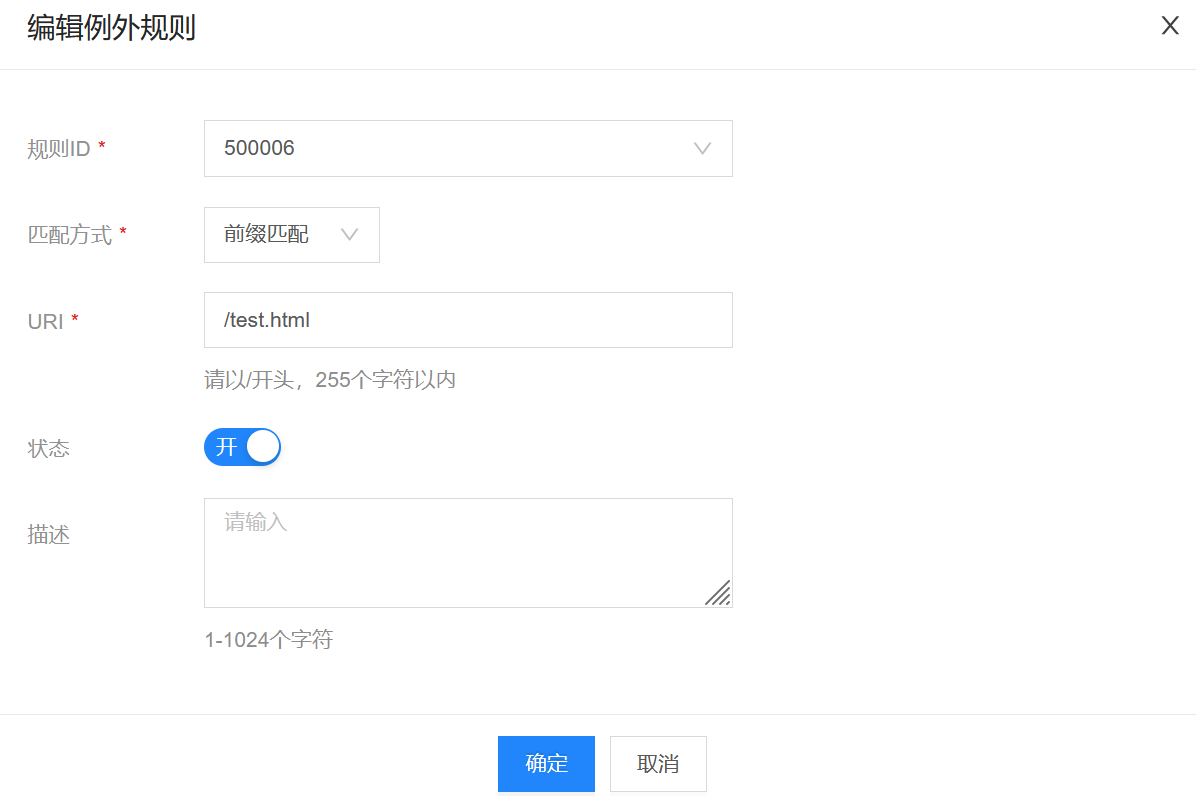 编辑例外规则
规则ID *
500006
匹配方式 *
前缀匹配
URI *
/test.html
请以/开头，255个字符以内
状态
开
描述
请输入
1-1024个字符
确定
取消